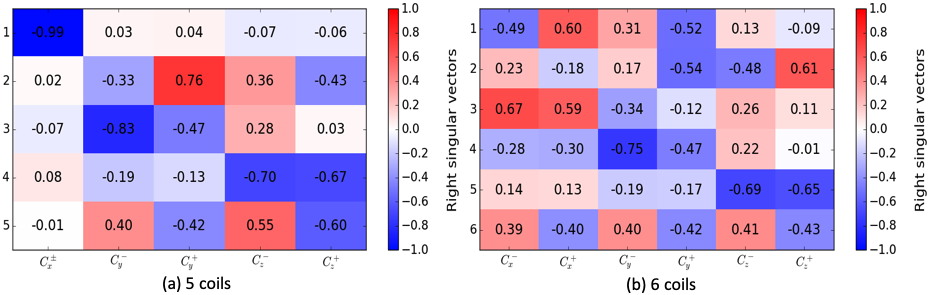 1 -0.99 0.03 0.04 -0.07 -0.06
2 0.02 -0.33 0.76 0.36 -0.43
3 -0.07 -0.83 -0.47 0.28 0.03
4 0.08 -0.19 -0.13 -0.70 -0.67
5 -0.01 0.40 -0.42 0.55 -0.60
C_x^± C_y^- C_y^+ C_z^- C_z^+
(a) 5 coils
1.0
0.8
0.6
0.4
0.2
0.0
−0.2
−0.4
−0.6
−0.8
−1.0
Right singular vectors
1 -0.49 0.60 0.31 -0.52 0.13 -0.09
2 0.23 -0.18 0.17 -0.54 -0.48 0.61
3 0.67 0.59 -0.34 -0.12 0.26 0.11
4 -0.28 -0.30 -0.75 -0.47 0.22 -0.01
5 0.14 0.13 -0.19 -0.17 -0.69 -0.65
6 0.39 -0.40 0.40 -0.42 0.41 -0.43
C_x^- C_x^+ C_y^- C_y^+ C_z^- C_z^+
(b) 6 coils
1.0
0.8
0.6
0.4
0.2
0.0
−0.2
−0.4
−0.6
−0.8
−1.0
Right singular vectors